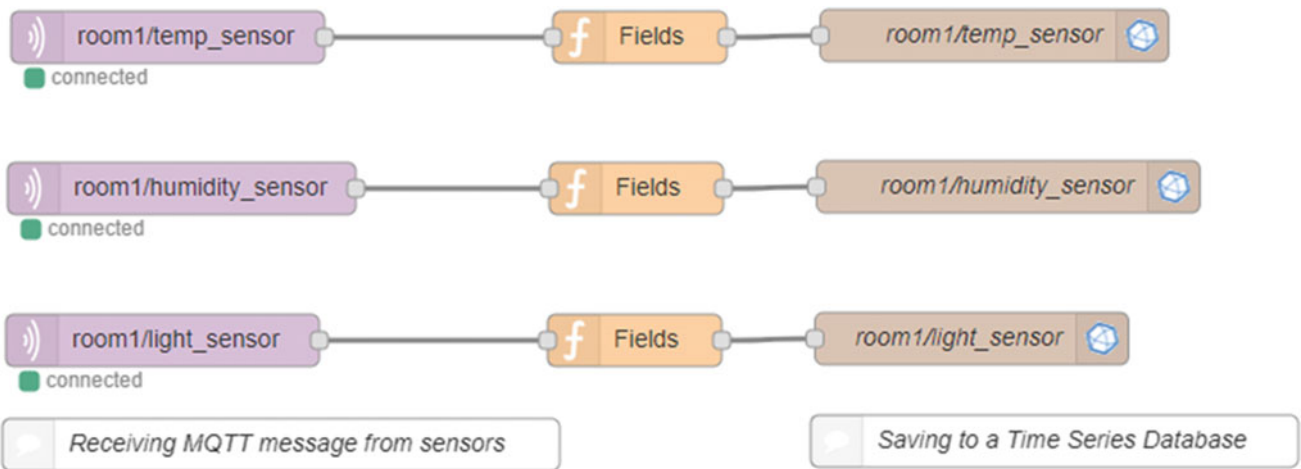 room1/temp_sensor Fields room1/temp_sensor
connected
room1/humidity_sensor Fields room1/humidity_sensor
connected
room1/light_sensor Fields room1/light_sensor
connected
Receiving MQTT message from sensors Saving to a Time Series Database